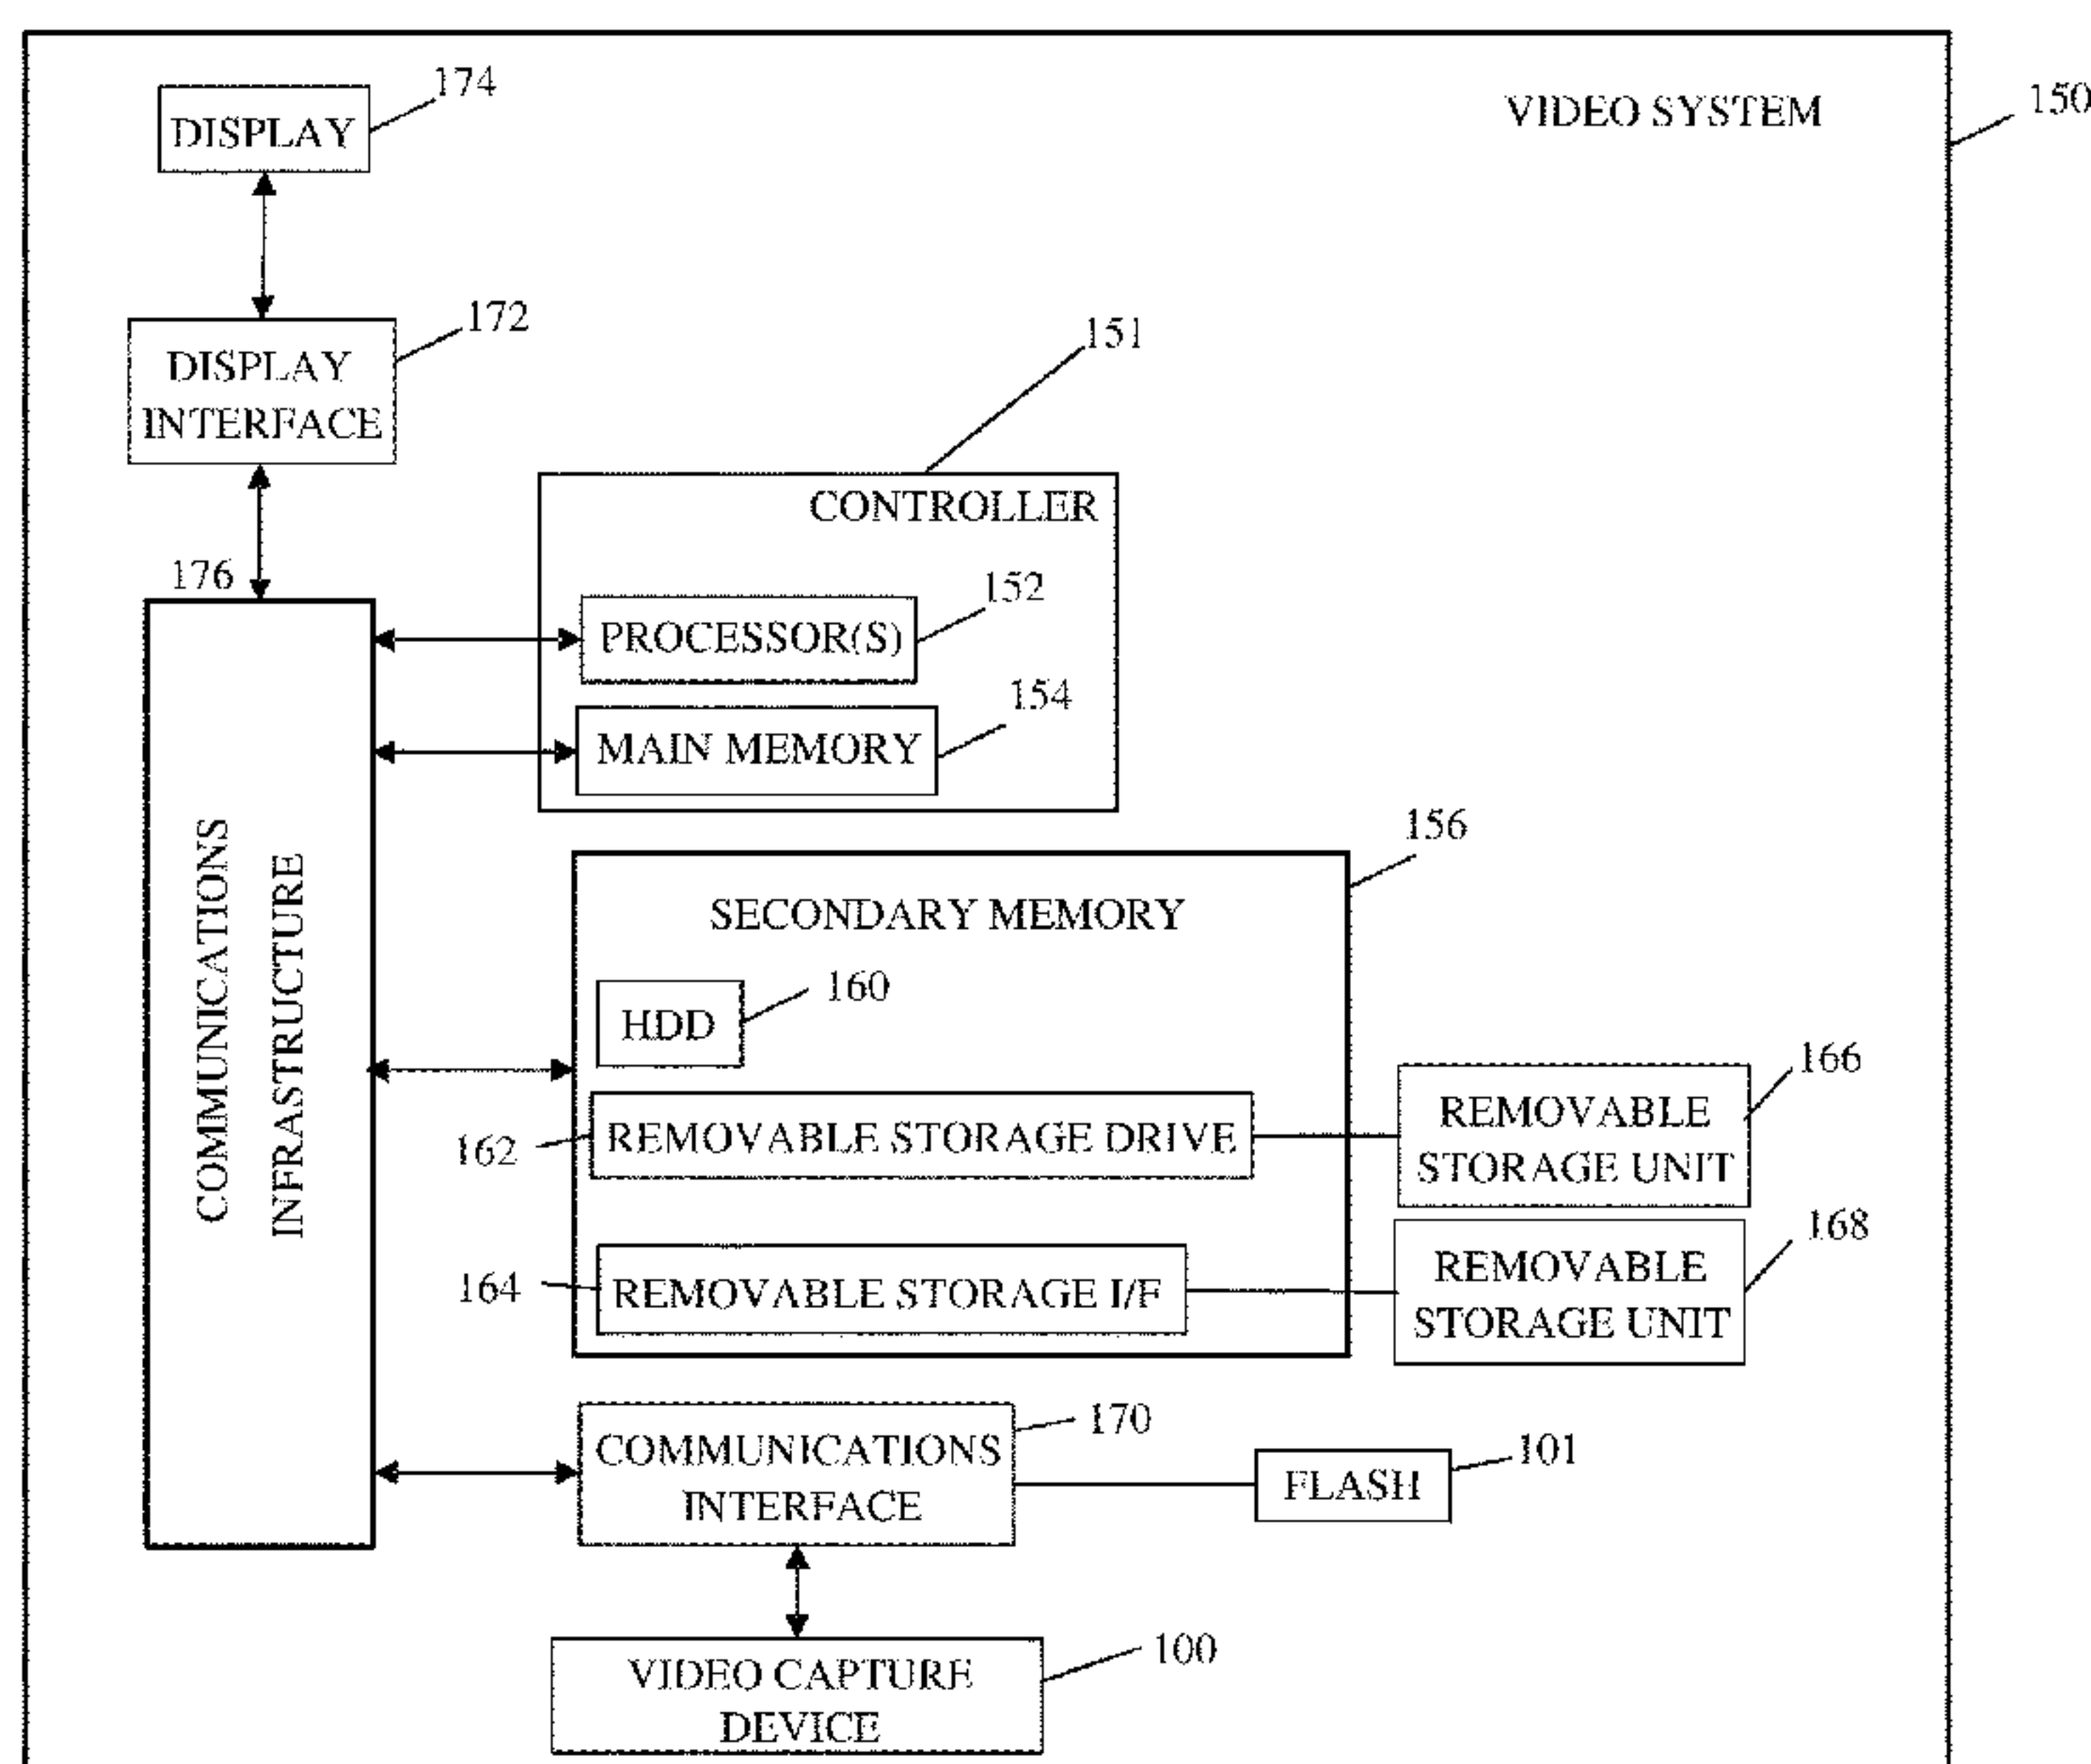 174
DISPLAY
VIDEO SYSTEM
150
172
DISPLAY
INTERFACE
151
CONTROLLER
176
152
PROCESSOR(S)
154
MAIN MEMORY
COMMUNICATIONS
INFRASTRUCTURE
156
SECONDARY MEMORY
160
HDD
162
REMOVABLE STORAGE DRIVE
166
REMOVABLE
STORAGE UNIT
164
REMOVABLE STORAGE I/F
168
REMOVABLE
STORAGE UNIT
170
COMMUNICATIONS
INTERFACE
101
FLASH
100
VIDEO CAPTURE
DEVICE